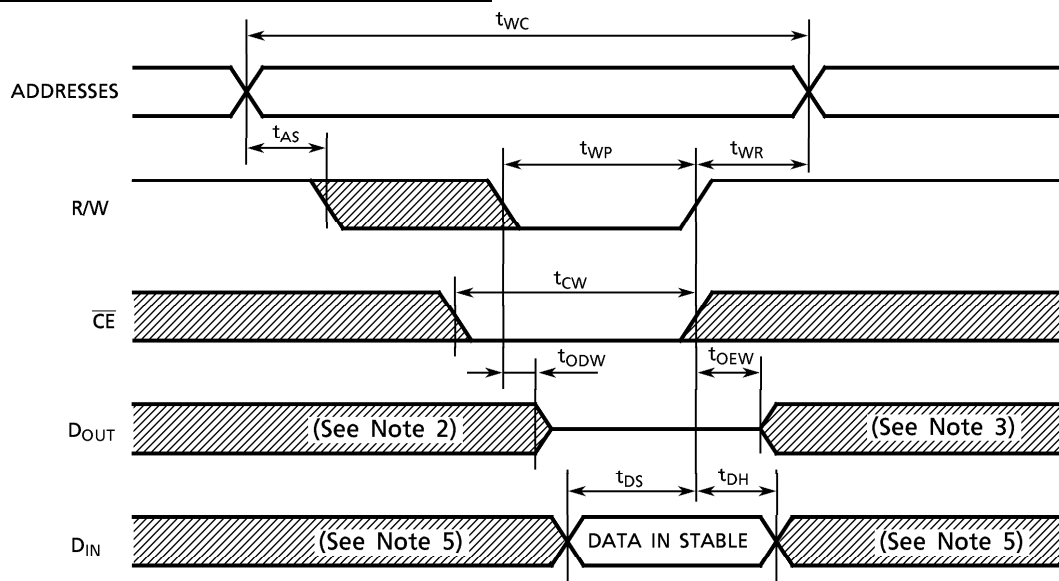 tWC
ADDRESSES
tAS
tWP
tWR
R/W
tCW
C̅E̅
tODW
tOEW
DOUT
(See Note 2)
(See Note 3)
tDS
tDH
DIN
(See Note 5)
DATA IN STABLE
(See Note 5)